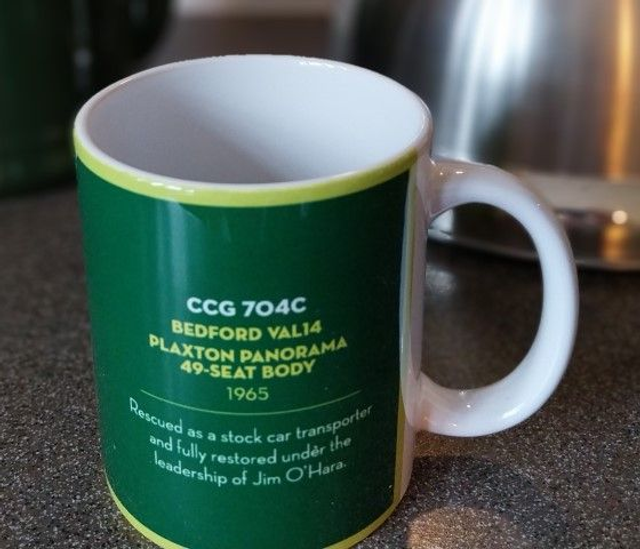 CCG 704C
BEDFORD VAL14
PLAXTON PANORAMA
49-SEAT BODY
1965
Rescued as a stock car transporter
and fully restored under the
leadership of Jim O'Hara.